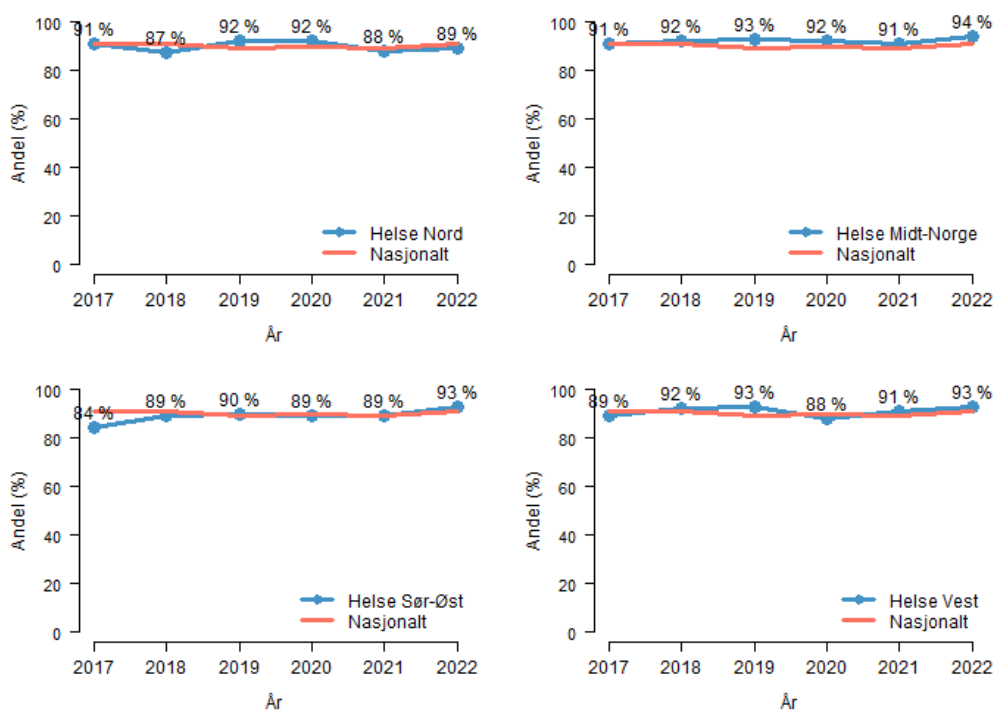 100
80
60
40
20
0
Andel (%)
91 %
87 %
92 %
92 %
88 %
89 %
Helse Nord
Nasjonalt
2017 2018 2019 2020 2021 2022
År
100
80
60
40
20
0
Andel (%)
91 %
92 %
93 %
92 %
91 %
94 %
Helse Midt-Norge
Nasjonalt
2017 2018 2019 2020 2021 2022
År
100
80
60
40
20
0
Andel (%)
84 %
89 %
90 %
89 %
89 %
93 %
Helse Sør-Øst
Nasjonalt
2017 2018 2019 2020 2021 2022
År
100
80
60
40
20
0
Andel (%)
89 %
92 %
93 %
88 %
91 %
93 %
Helse Vest
Nasjonalt
2017 2018 2019 2020 2021 2022
År